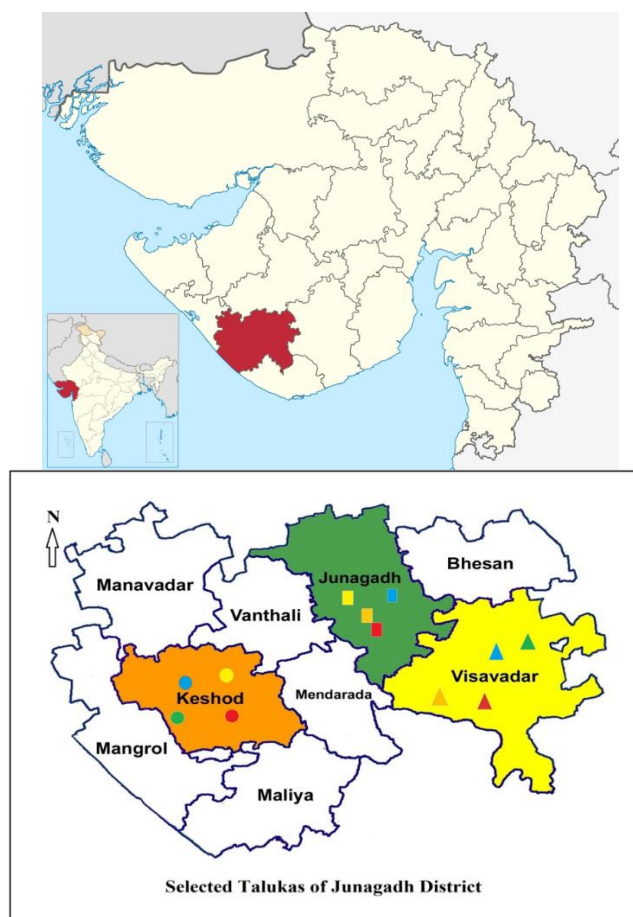 N
Manavadar
Junagadh
Bhesan
Vanthali
Keshod
Mendarada
Visavadar
Mangrol
Maliya
Selected Talukas of Junagadh District